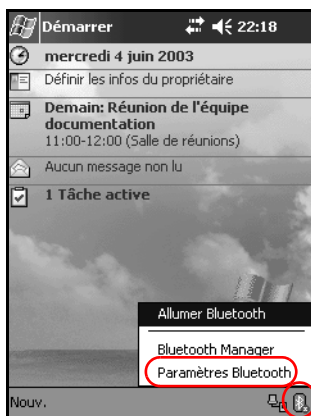 Démarrer 22:18
mercredi 4 juin 2003
Définir les infos du propriétaire
Demain: Réunion de l'équipe
documentation
11:00-12:00 (Salle de réunions)
Aucun message non lu
1 Tâche active
Allumer Bluetooth
Bluetooth Manager
Paramètres Bluetooth
Nouv.